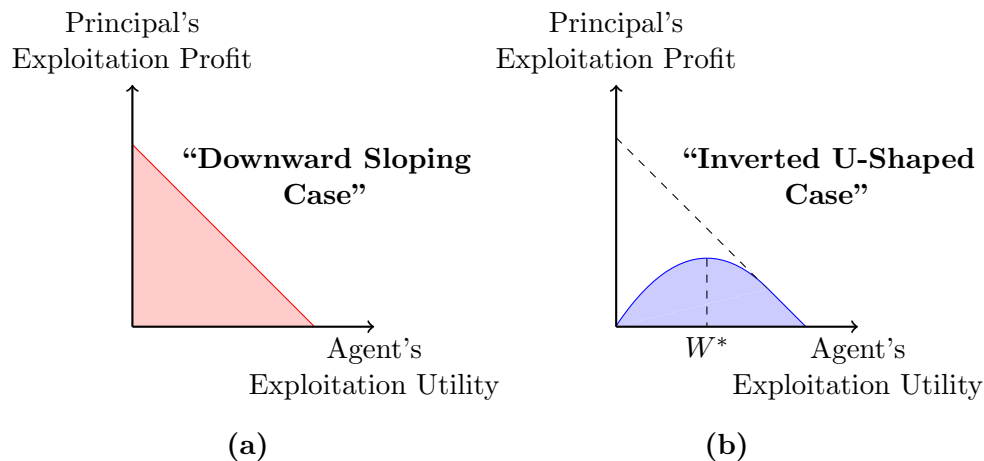 Principal's
Exploitation Profit
“Downward Sloping
Case”
Agent's
Exploitation Utility
(a)
Principal's
Exploitation Profit
“Inverted U-Shaped
Case”
W*
Agent's
Exploitation Utility
(b)